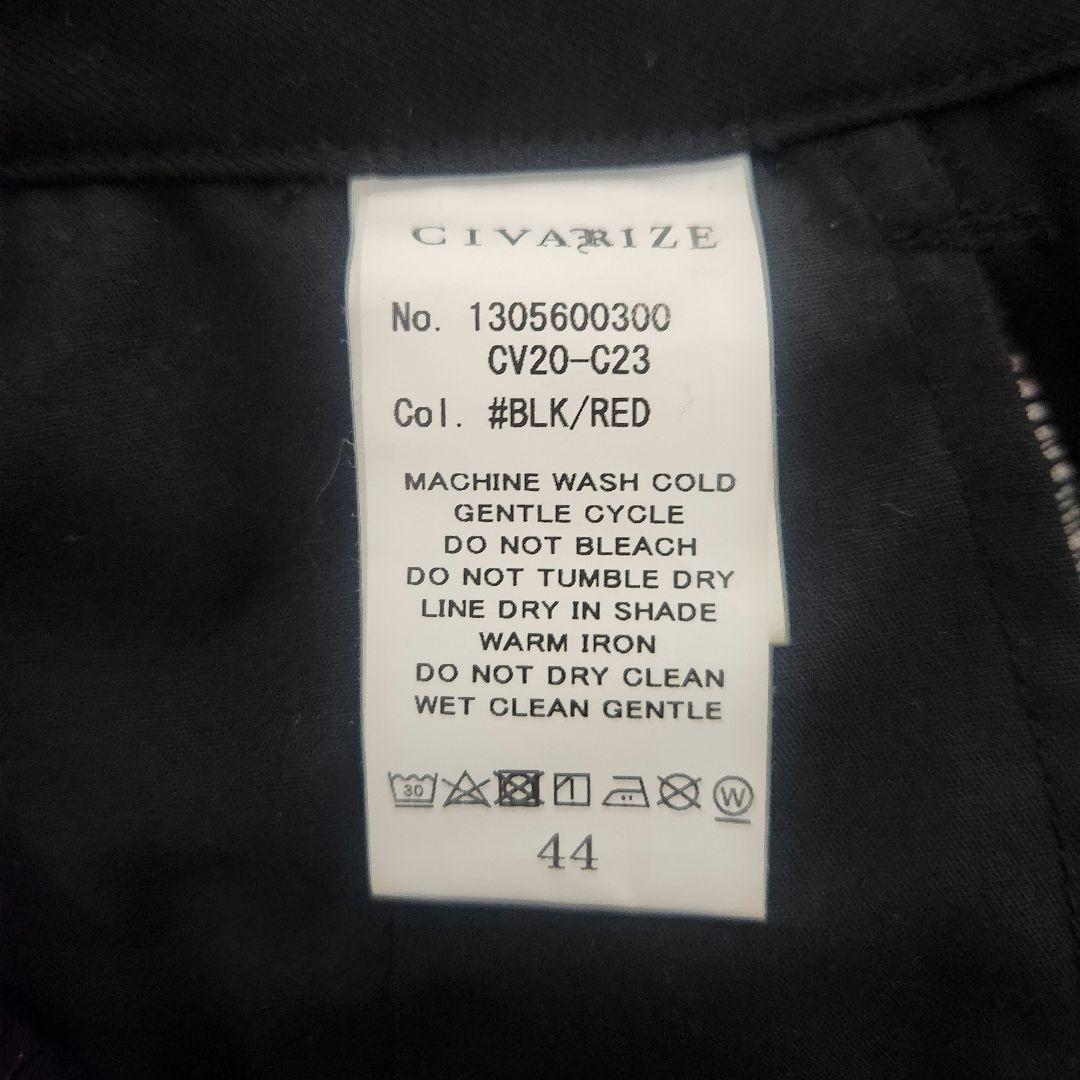 CIVARIZE
No. 1305600300
CV20-C23
Col. #BLK/RED
MACHINE WASH COLD
GENTLE CYCLE
DO NOT BLEACH
DO NOT TUMBLE DRY
LINE DRY IN SHADE
WARM IRON
DO NOT DRY CLEAN
WET CLEAN GENTLE
30 W
44